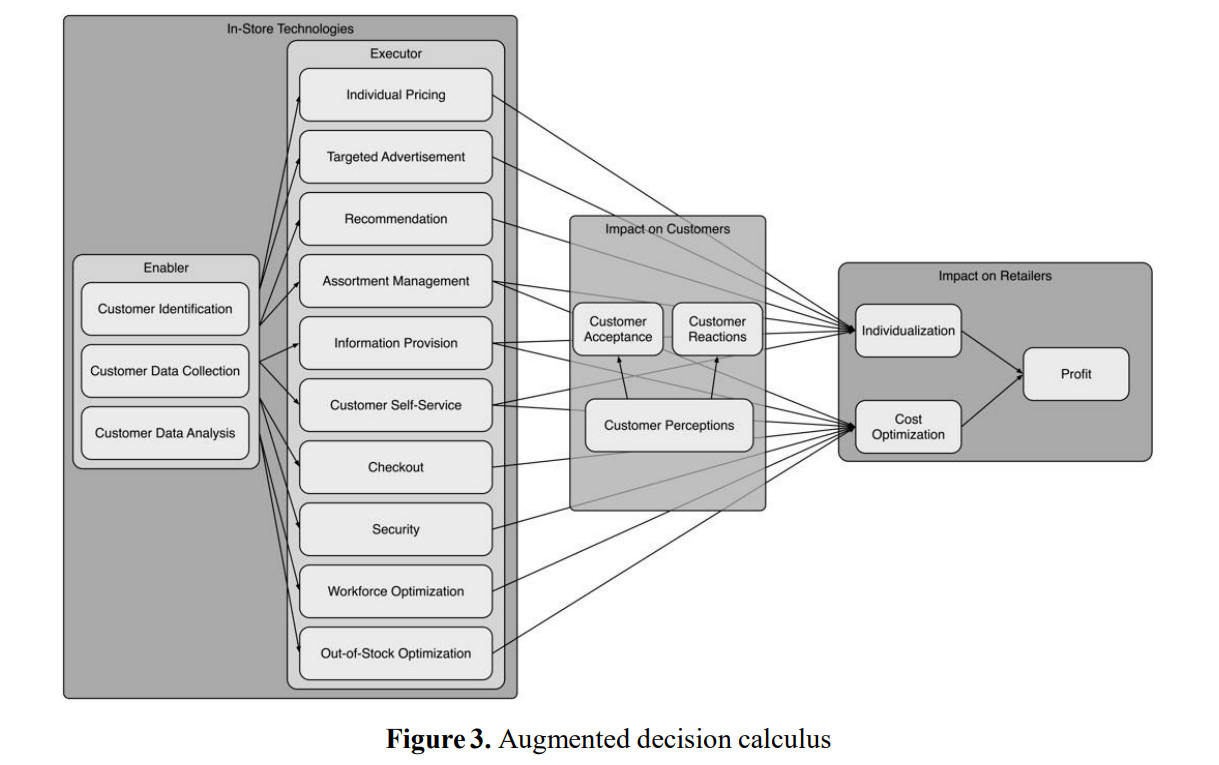 In-Store Technologies
Executor
Individual Pricing
Targeted Advertisement
Recommendation
Assortment Management
Information Provision
Customer Self-Service
Checkout
Security
Workforce Optimization
Out-of-Stock Optimization
Enabler
Customer Identification
Customer Data Collection
Customer Data Analysis
Impact on Customers
Customer
Acceptance
Customer
Reactions
Customer Perceptions
Impact on Retailers
Individualization
Cost
Optimization
Profit
Figure 3. Augmented decision calculus